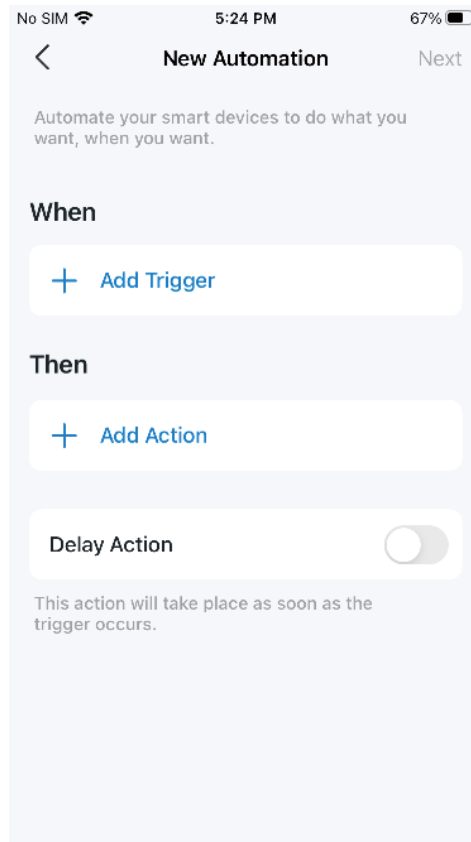 No SIM 5:24 PM 67%
New Automation Next
Automate your smart devices to do what you
want, when you want.
When
+ Add Trigger
Then
+ Add Action
Delay Action
This action will take place as soon as the
trigger occurs.